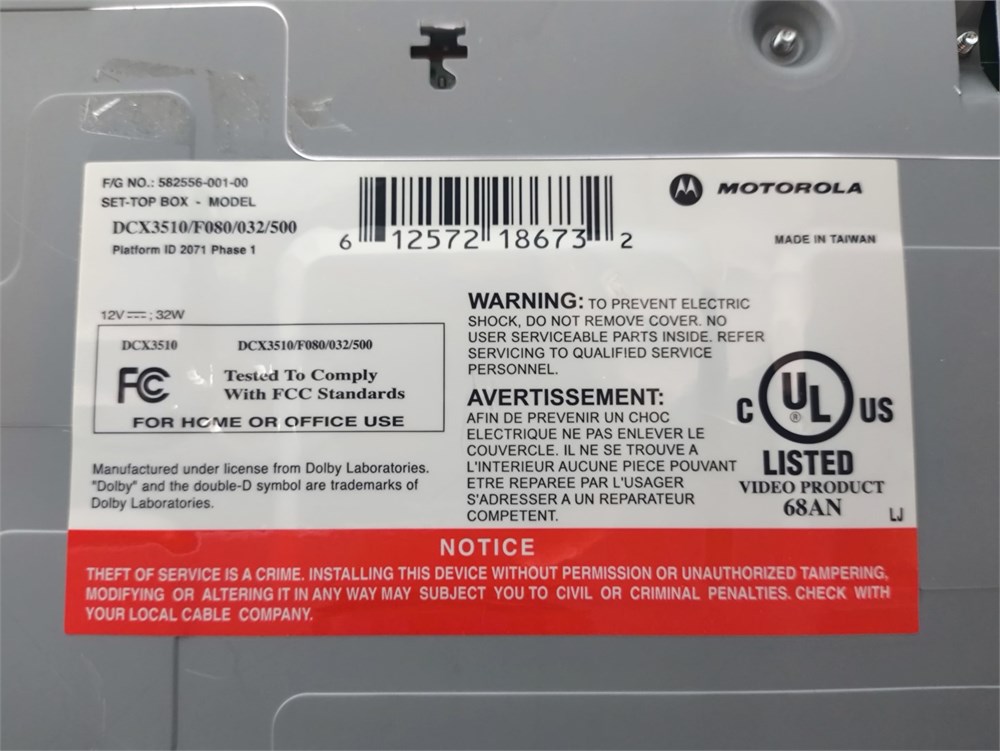 F/G NO.: 582556-001-00
SET-TOP BOX - MODEL
DCX3510/F080/032/500
Platform ID 2071 Phase 1
6 12572 18673 2
MOTOROLA
MADE IN TAIWAN
12V ⎓ ; 32W
DCX3510 DCX3510/F080/032/500
FC Tested To Comply
With FCC Standards
FOR HOME OR OFFICE USE
Manufactured under license from Dolby Laboratories.
"Dolby" and the double-D symbol are trademarks of
Dolby Laboratories.
WARNING: TO PREVENT ELECTRIC
SHOCK, DO NOT REMOVE COVER. NO
USER SERVICEABLE PARTS INSIDE. REFER
SERVICING TO QUALIFIED SERVICE
PERSONNEL.
AVERTISSEMENT:
AFIN DE PREVENIR UN CHOC
ELECTRIQUE NE PAS ENLEVER LE
COUVERCLE. IL NE SE TROUVE A
L'INTERIEUR AUCUNE PIECE POUVANT
ETRE REPAREE PAR L'USAGER
S'ADRESSER A UN REPARATEUR
COMPETENT.
C UL ® US
LISTED
VIDEO PRODUCT
68AN
LJ
NOTICE
THEFT OF SERVICE IS A CRIME. INSTALLING THIS DEVICE WITHOUT PERMISSION OR UNAUTHORIZED TAMPERING,
MODIFYING OR ALTERING IT IN ANY WAY MAY SUBJECT YOU TO CIVIL OR CRIMINAL PENALTIES. CHECK WITH
YOUR LOCAL CABLE COMPANY.